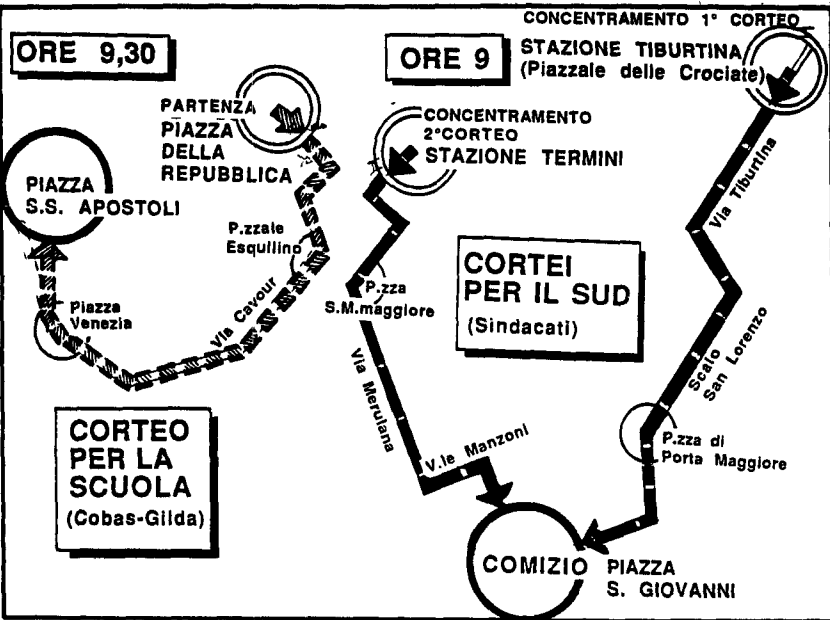 ORE 9,30
PARTENZA
PIAZZA
DELLA
REPUBBLICA
PIAZZA
S.S. APOSTOLI
P.zzale
Esquilino
Via Cavour
Piazza
Venezia
CORTEO
PER LA
SCUOLA
(Cobas-Gilda)
ORE 9
CONCENTRAMENTO 1° CORTEO
STAZIONE TIBURTINA
(Piazzale delle Crociate)
CONCENTRAMENTO
2°CORTEO
STAZIONE TERMINI
Via Tiburtina
P.zza
S.M.maggiore
CORTEI
PER IL SUD
(Sindacati)
Via Merulana
Scalo
San Lorenzo
V.le Manzoni
P.zza di
Porta Maggiore
COMIZIO
PIAZZA
S. GIOVANNI